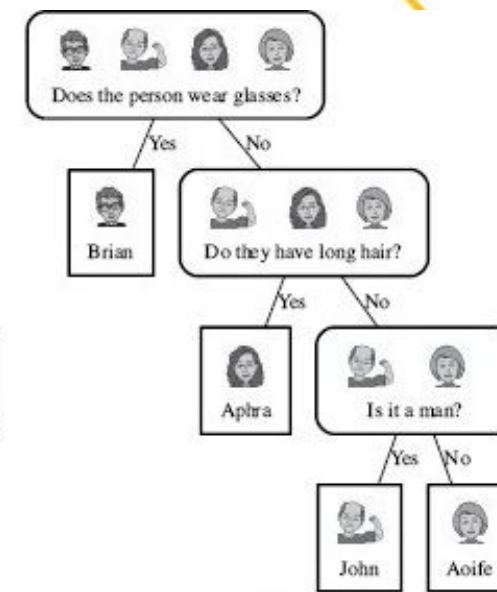 Does the person wear glasses?
Yes
No
Brian
Do they have long hair?
Yes
No
Aphra
Is it a man?
Yes
No
John
Aoife